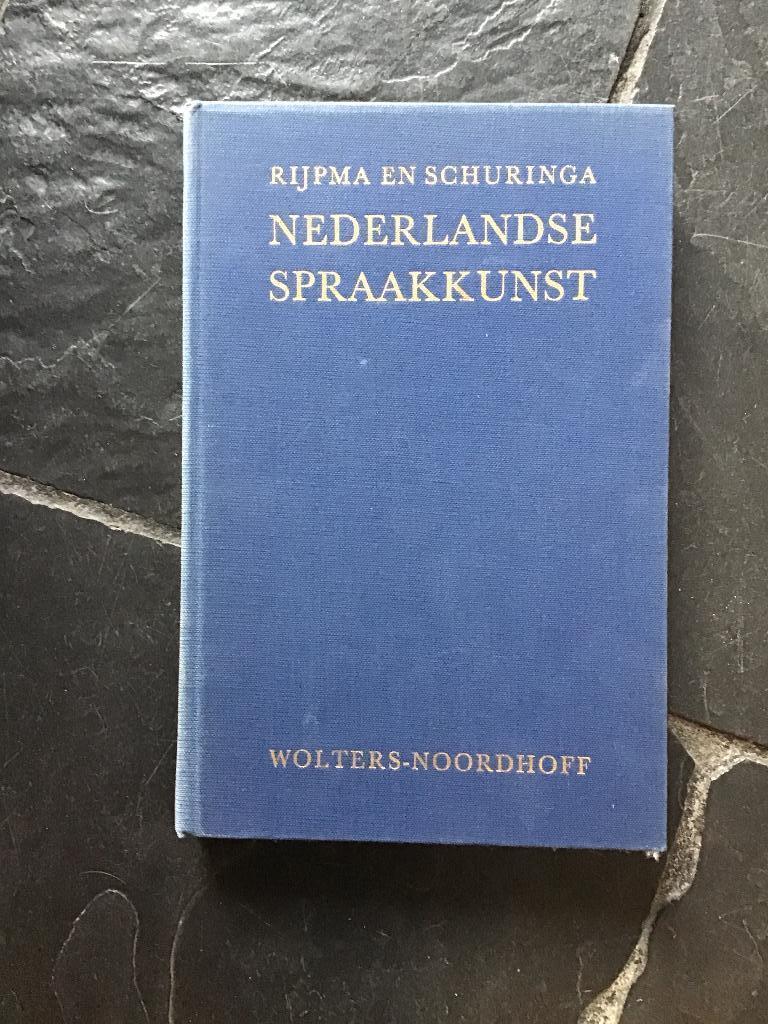 RIJPMA EN SCHURINGA
NEDERLANDSE
SPRAAKKUNST
WOLTERS-NOORDHOFF